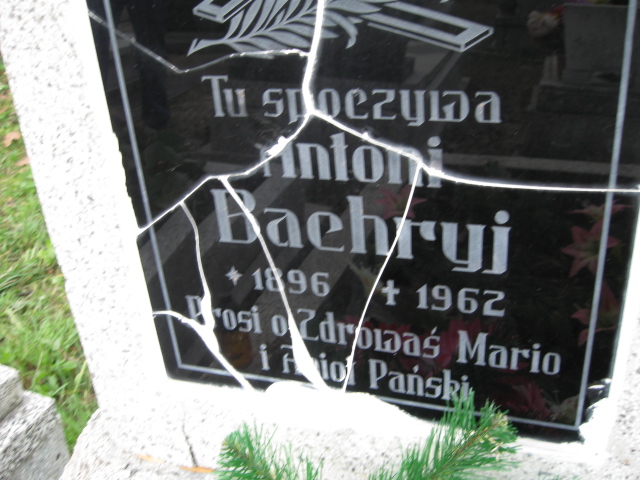 Tu spoczywa
Antoni
Bachryj
* 1896 + 1962
prosi o Zdrowaś Mario
i Anioł Pański